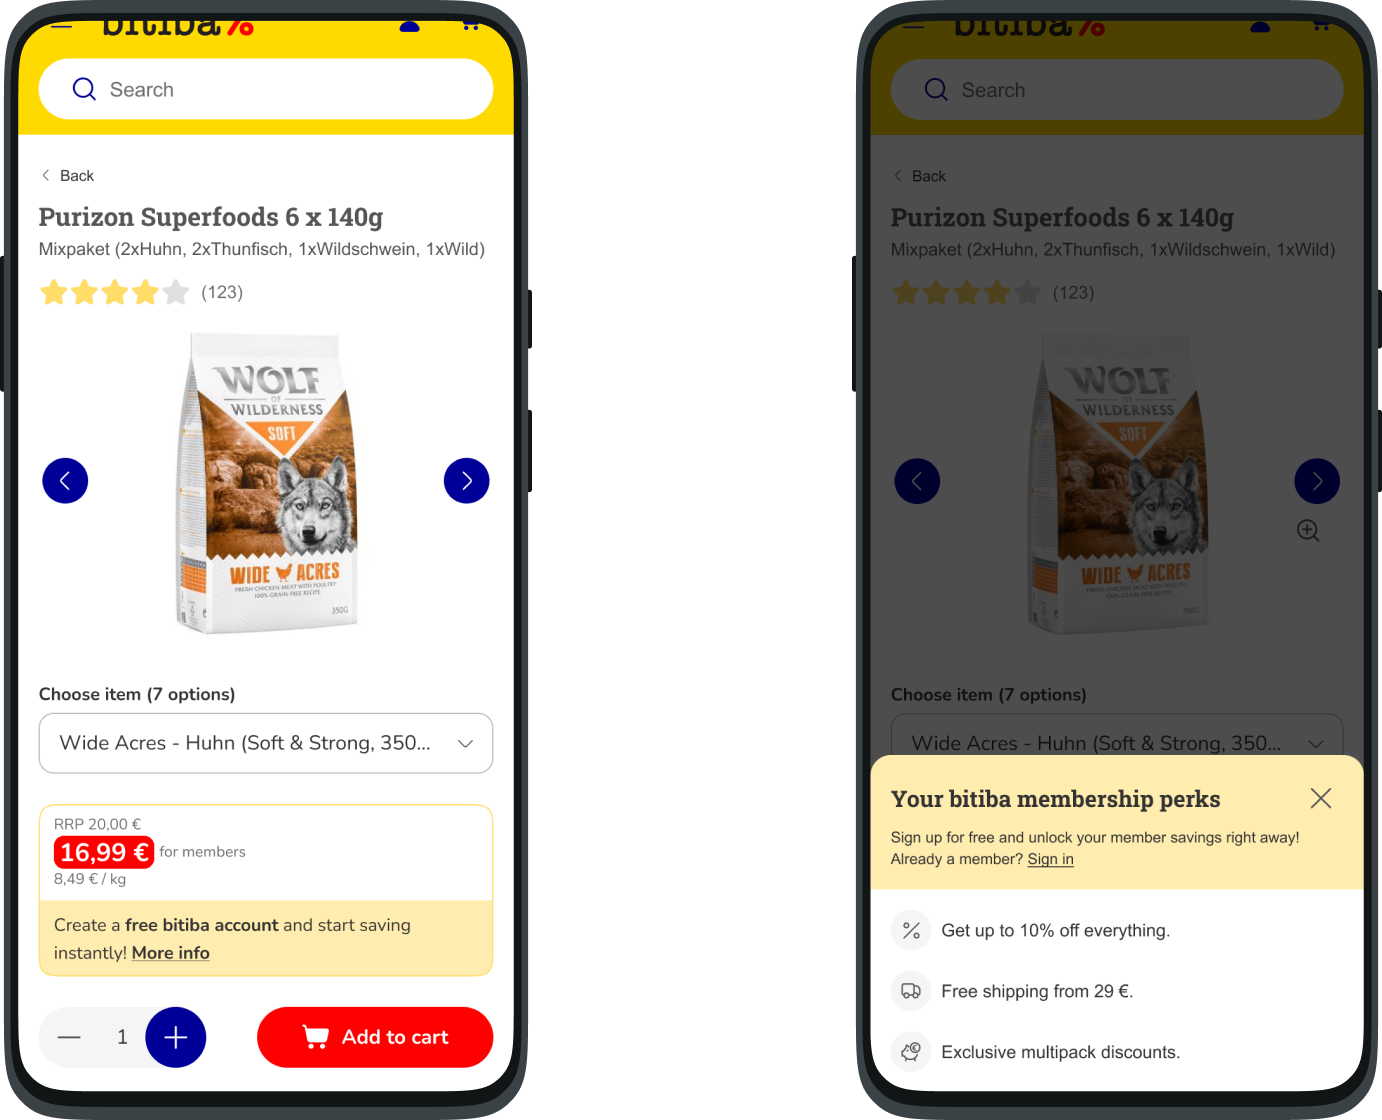 bitiba%
Search
Back
Purizon Superfoods 6 x 140g
Mixpaket (2xHuhn, 2xThunfisch, 1xWildschwein, 1xWild)
(123)
WOLF
OF
WILDERNESS
SOFT
WIDE ACRES
FRESH CHICKEN MEAT WITH POULTRY
100% GRAIN-FREE RECIPE
350G
Choose item (7 options)
Wide Acres - Huhn (Soft & Strong, 350...
RRP 20,00 €
16,99 € for members
8,49 € / kg
Create a free bitiba account and start saving
instantly! More info
1
Add to cart
bitiba%
Search
Back
Purizon Superfoods 6 x 140g
Mixpaket (2xHuhn, 2xThunfisch, 1xWildschwein, 1xWild)
(123)
WOLF
OF
WILDERNESS
SOFT
WIDE ACRES
FRESH CHICKEN MEAT WITH POULTRY
100% GRAIN-FREE RECIPE
350G
Choose item (7 options)
Wide Acres - Huhn (Soft & Strong, 350...
Your bitiba membership perks
Sign up for free and unlock your member savings right away!
Already a member? Sign in
Get up to 10% off everything.
Free shipping from 29 €.
Exclusive multipack discounts.